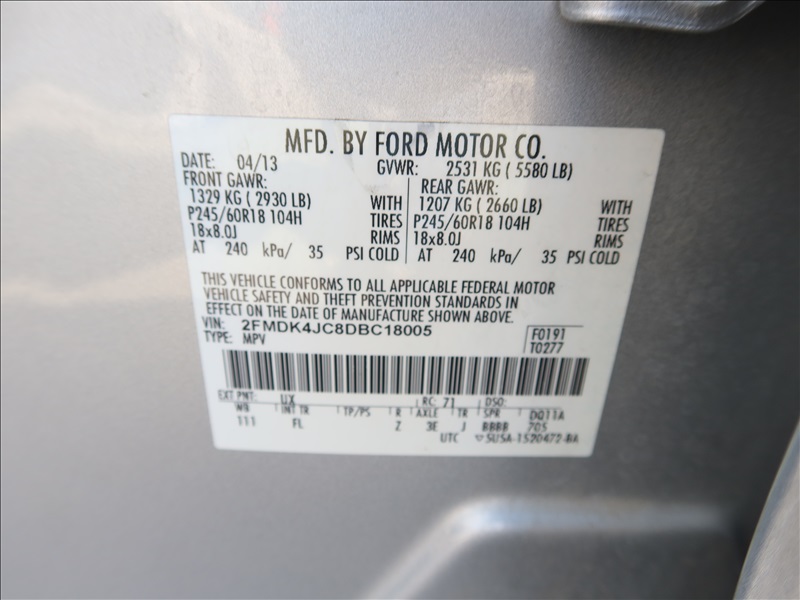 MFD. BY FORD MOTOR CO.
DATE: 04/13 GVWR: 2531 KG ( 5580 LB)
FRONT GAWR: REAR GAWR:
1329 KG ( 2930 LB) WITH 1207 KG ( 2660 LB) WITH
P245/60R18 104H TIRES P245/60R18 104H TIRES
18x8.0J RIMS 18x8.0J RIMS
AT 240 kPa/ 35 PSI COLD AT 240 kPa/ 35 PSI COLD
THIS VEHICLE CONFORMS TO ALL APPLICABLE FEDERAL MOTOR
VEHICLE SAFETY AND THEFT PREVENTION STANDARDS IN
EFFECT ON THE DATE OF MANUFACTURE SHOWN ABOVE.
VIN: 2FMDK4JC8DBC18005 F0191
TYPE: MPV T0277
EXT PNT: UX RC: 71 DSO:
WB INT TR TP/PS R AXLE TR SPR DQ11A
111 FL Z 3E J BBBB 705
UTC 5USA-1520472-BA